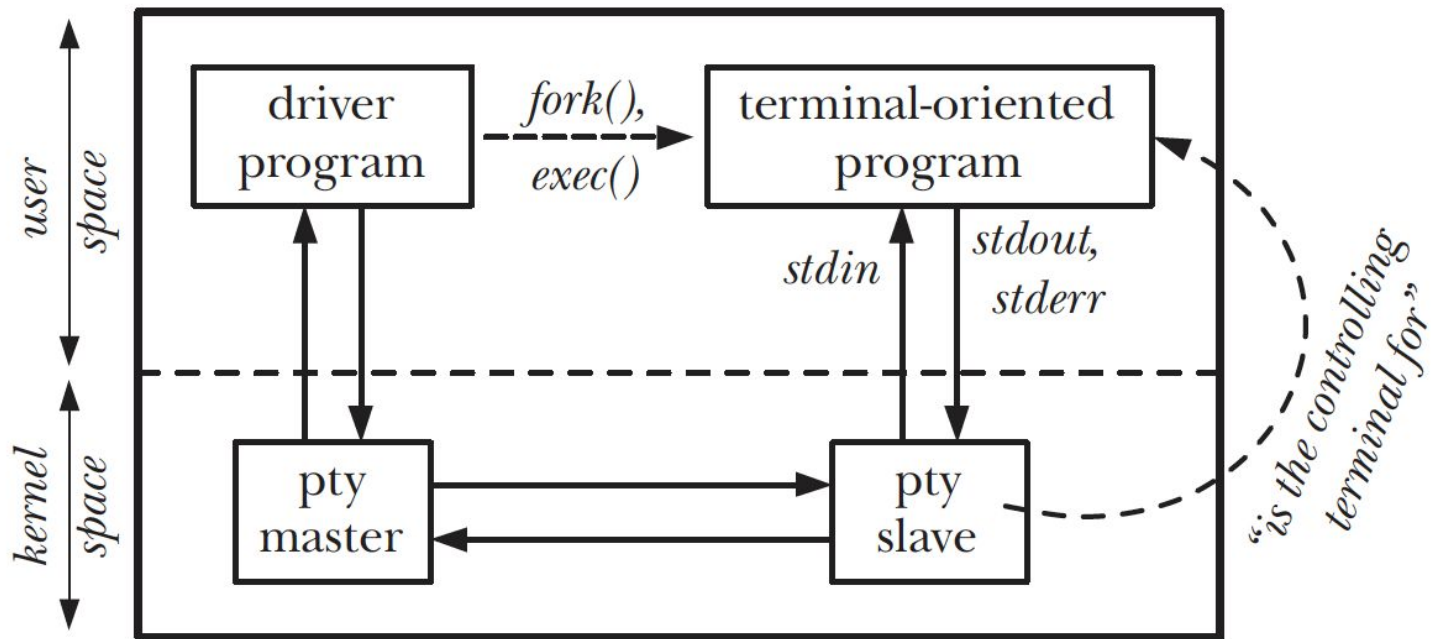 driver
program
fork(),
exec()
terminal-oriented
program
user
space
stdin
stdout,
stderr
“is the controlling
terminal for”
kernel
space
pty
master
pty
slave